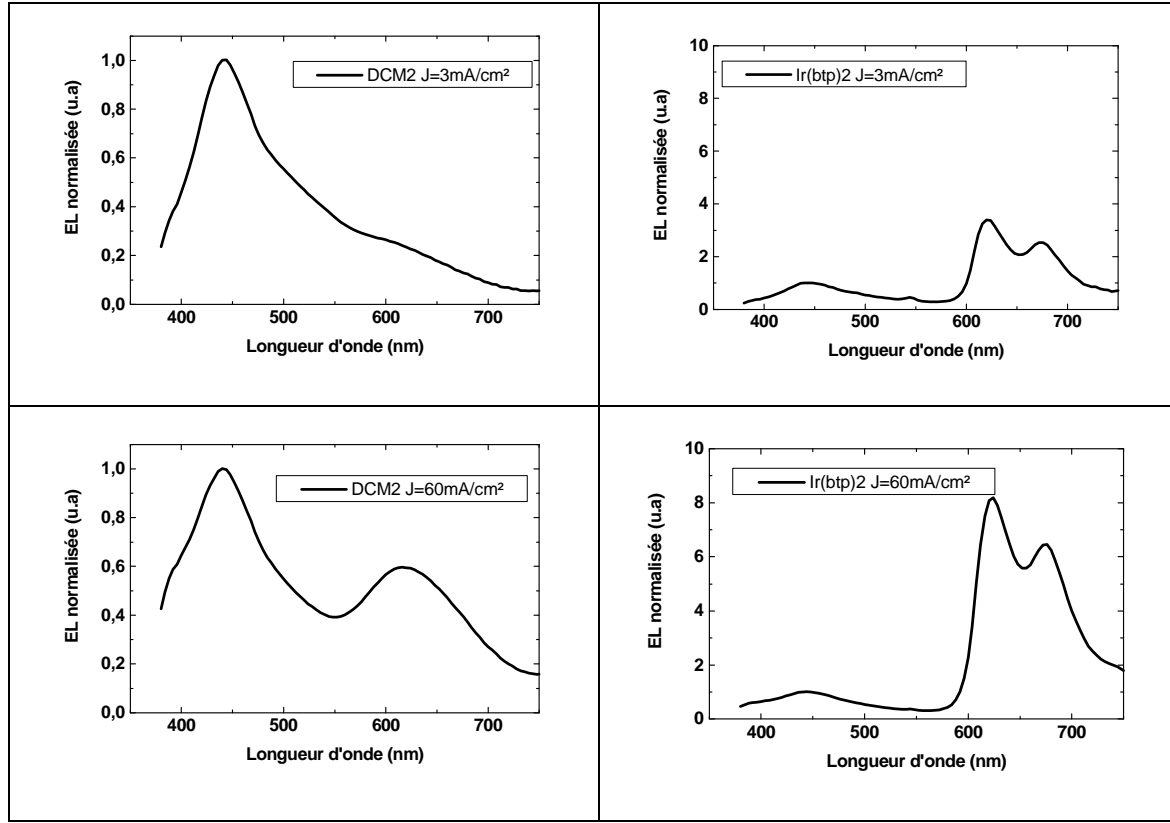 EL normalisée (u.a)
1,0
0,8
0,6
0,4
0,2
0,0
DCM2 J=3mA/cm²
400 500 600 700
Longueur d'onde (nm)
EL normalisée (u.a)
10
8
6
4
2
0
Ir(btp)2 J=3mA/cm²
400 500 600 700
Longueur d'onde (nm)
EL normalisée (u.a)
1,0
0,8
0,6
0,4
0,2
0,0
DCM2 J=60mA/cm²
400 500 600 700
Longueur d'onde (nm)
EL normalisée (u.a)
10
8
6
4
2
0
Ir(btp)2 J=60mA/cm²
400 500 600 700
Longueur d'onde (nm)